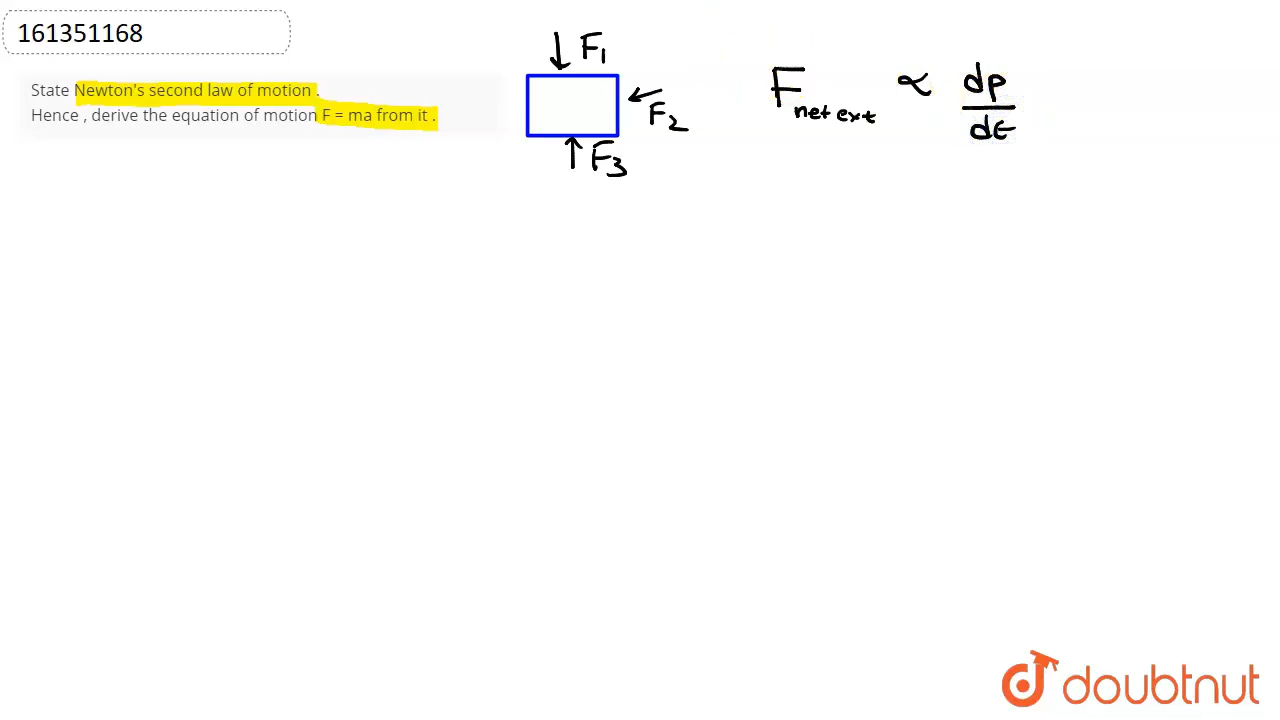 161351168
State Newton's second law of motion .
Hence , derive the equation of motion F = ma from it .
F1
F2
F3
Fnet ext ∝ dp/dt
doubtnut